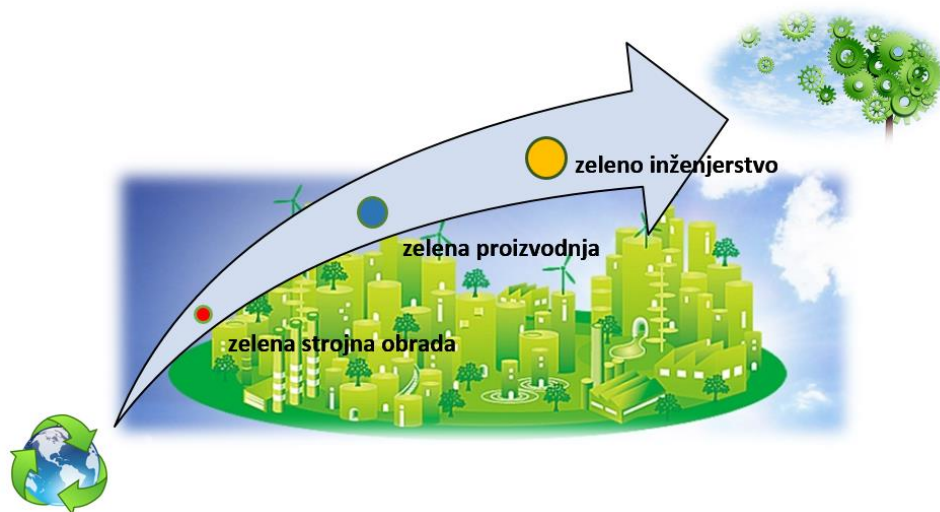 zeleno inženjerstvo
zelena proizvodnja
zelena strojna obrada